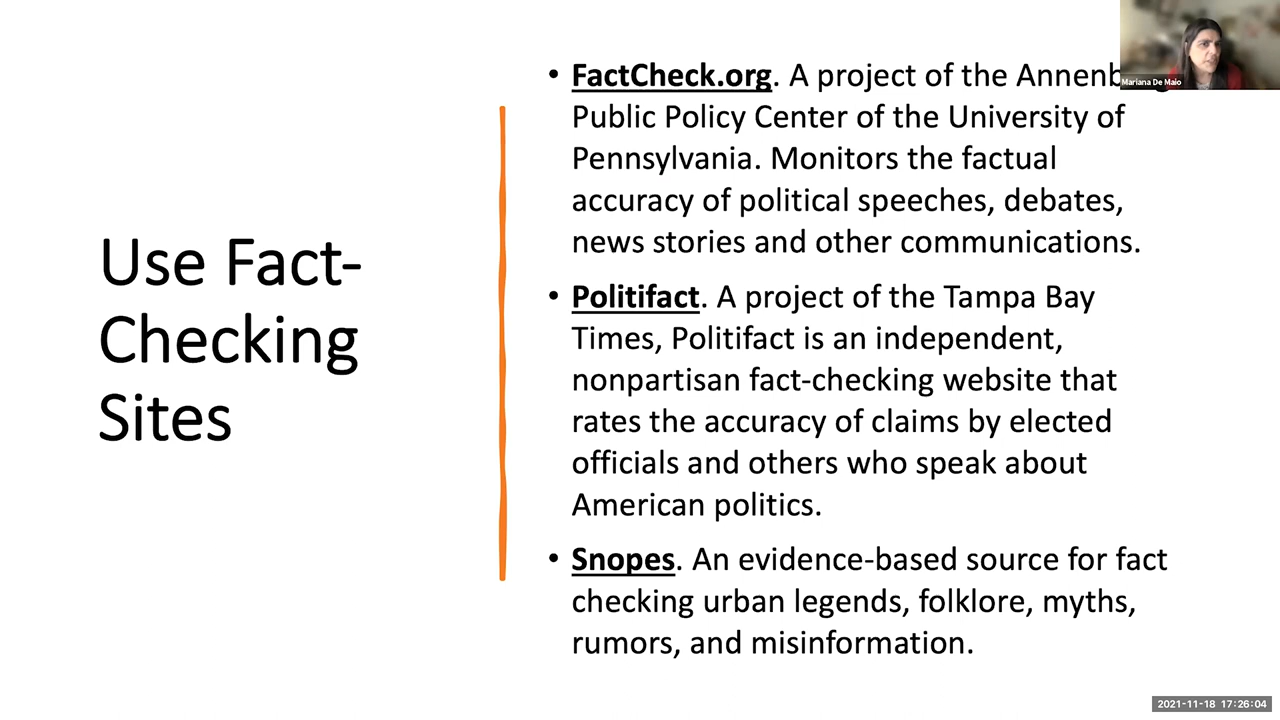 Use Fact-
Checking
Sites
• FactCheck.org. A project of the
Public Policy Center of the University of
Pennsylvania. Monitors the factual
accuracy of political speeches, debates,
news stories and other communications.
• Politifact. A project of the Tampa Bay
Times, Politifact is an independent,
nonpartisan fact-checking website that
rates the accuracy of claims by elected
officials and others who speak about
American politics.
• Snopes. An evidence-based source for fact
checking urban legends, folklore, myths,
rumors, and misinformation.
Mariana De Maio
2021-11-18 17:26:04